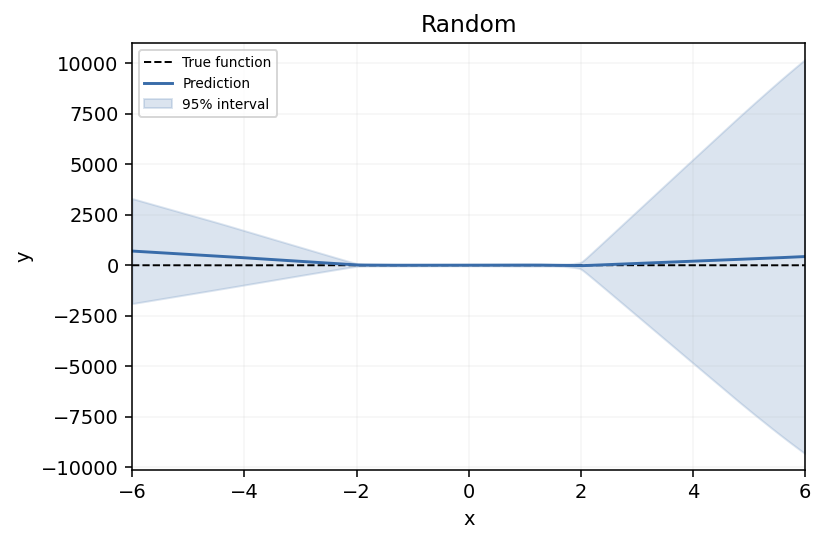 Random
True function
Prediction
95% interval
10000
7500
5000
2500
0
−2500
−5000
−7500
−10000
y
−6 −4 −2 0 2 4 6
x